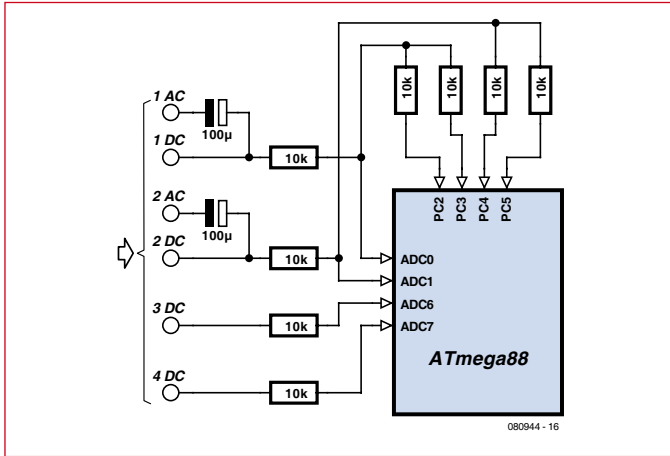 10k
10k
10k
10k
1 AC
100µ
1 DC
10k
2 AC
100µ
2 DC
10k
3 DC
10k
4 DC
10k
PC2
PC3
PC4
PC5
ADC0
ADC1
ADC6
ADC7
ATmega88
080944 - 16